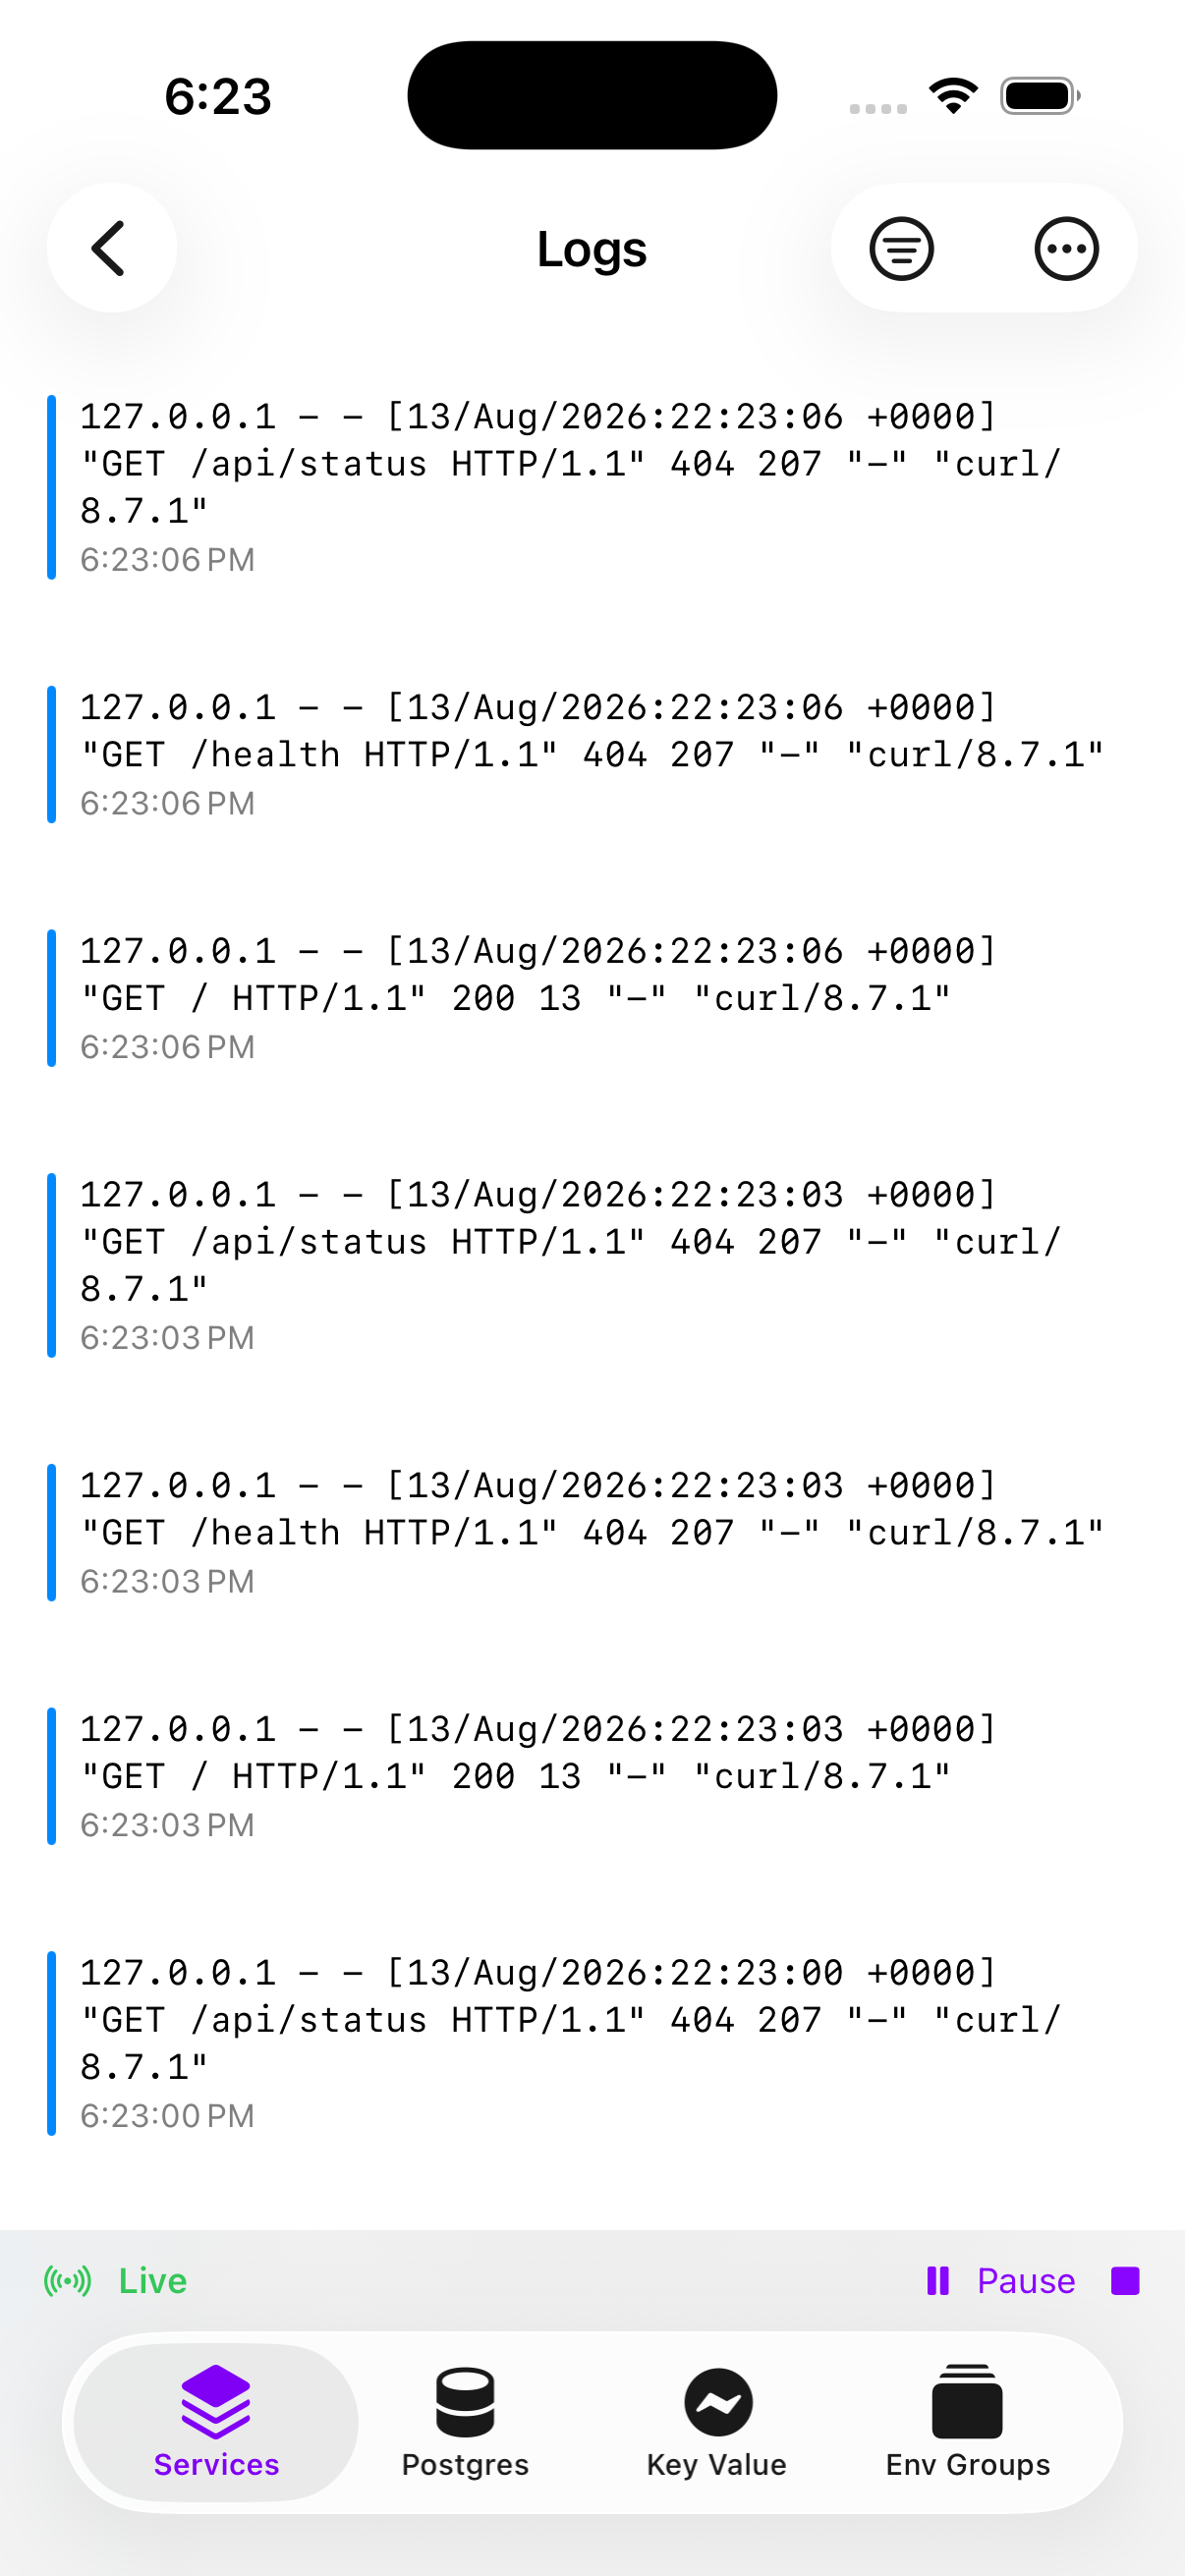 6:23
Logs
127.0.0.1 - - [13/Aug/2026:22:23:06 +0000]
"GET /api/status HTTP/1.1" 404 207 "-" "curl/
8.7.1"
6:23:06 PM
127.0.0.1 - - [13/Aug/2026:22:23:06 +0000]
"GET /health HTTP/1.1" 404 207 "-" "curl/8.7.1"
6:23:06 PM
127.0.0.1 - - [13/Aug/2026:22:23:06 +0000]
"GET / HTTP/1.1" 200 13 "-" "curl/8.7.1"
6:23:06 PM
127.0.0.1 - - [13/Aug/2026:22:23:03 +0000]
"GET /api/status HTTP/1.1" 404 207 "-" "curl/
8.7.1"
6:23:03 PM
127.0.0.1 - - [13/Aug/2026:22:23:03 +0000]
"GET /health HTTP/1.1" 404 207 "-" "curl/8.7.1"
6:23:03 PM
127.0.0.1 - - [13/Aug/2026:22:23:03 +0000]
"GET / HTTP/1.1" 200 13 "-" "curl/8.7.1"
6:23:03 PM
127.0.0.1 - - [13/Aug/2026:22:23:00 +0000]
"GET /api/status HTTP/1.1" 404 207 "-" "curl/
8.7.1"
6:23:00 PM
Live Pause
Services Postgres Key Value Env Groups